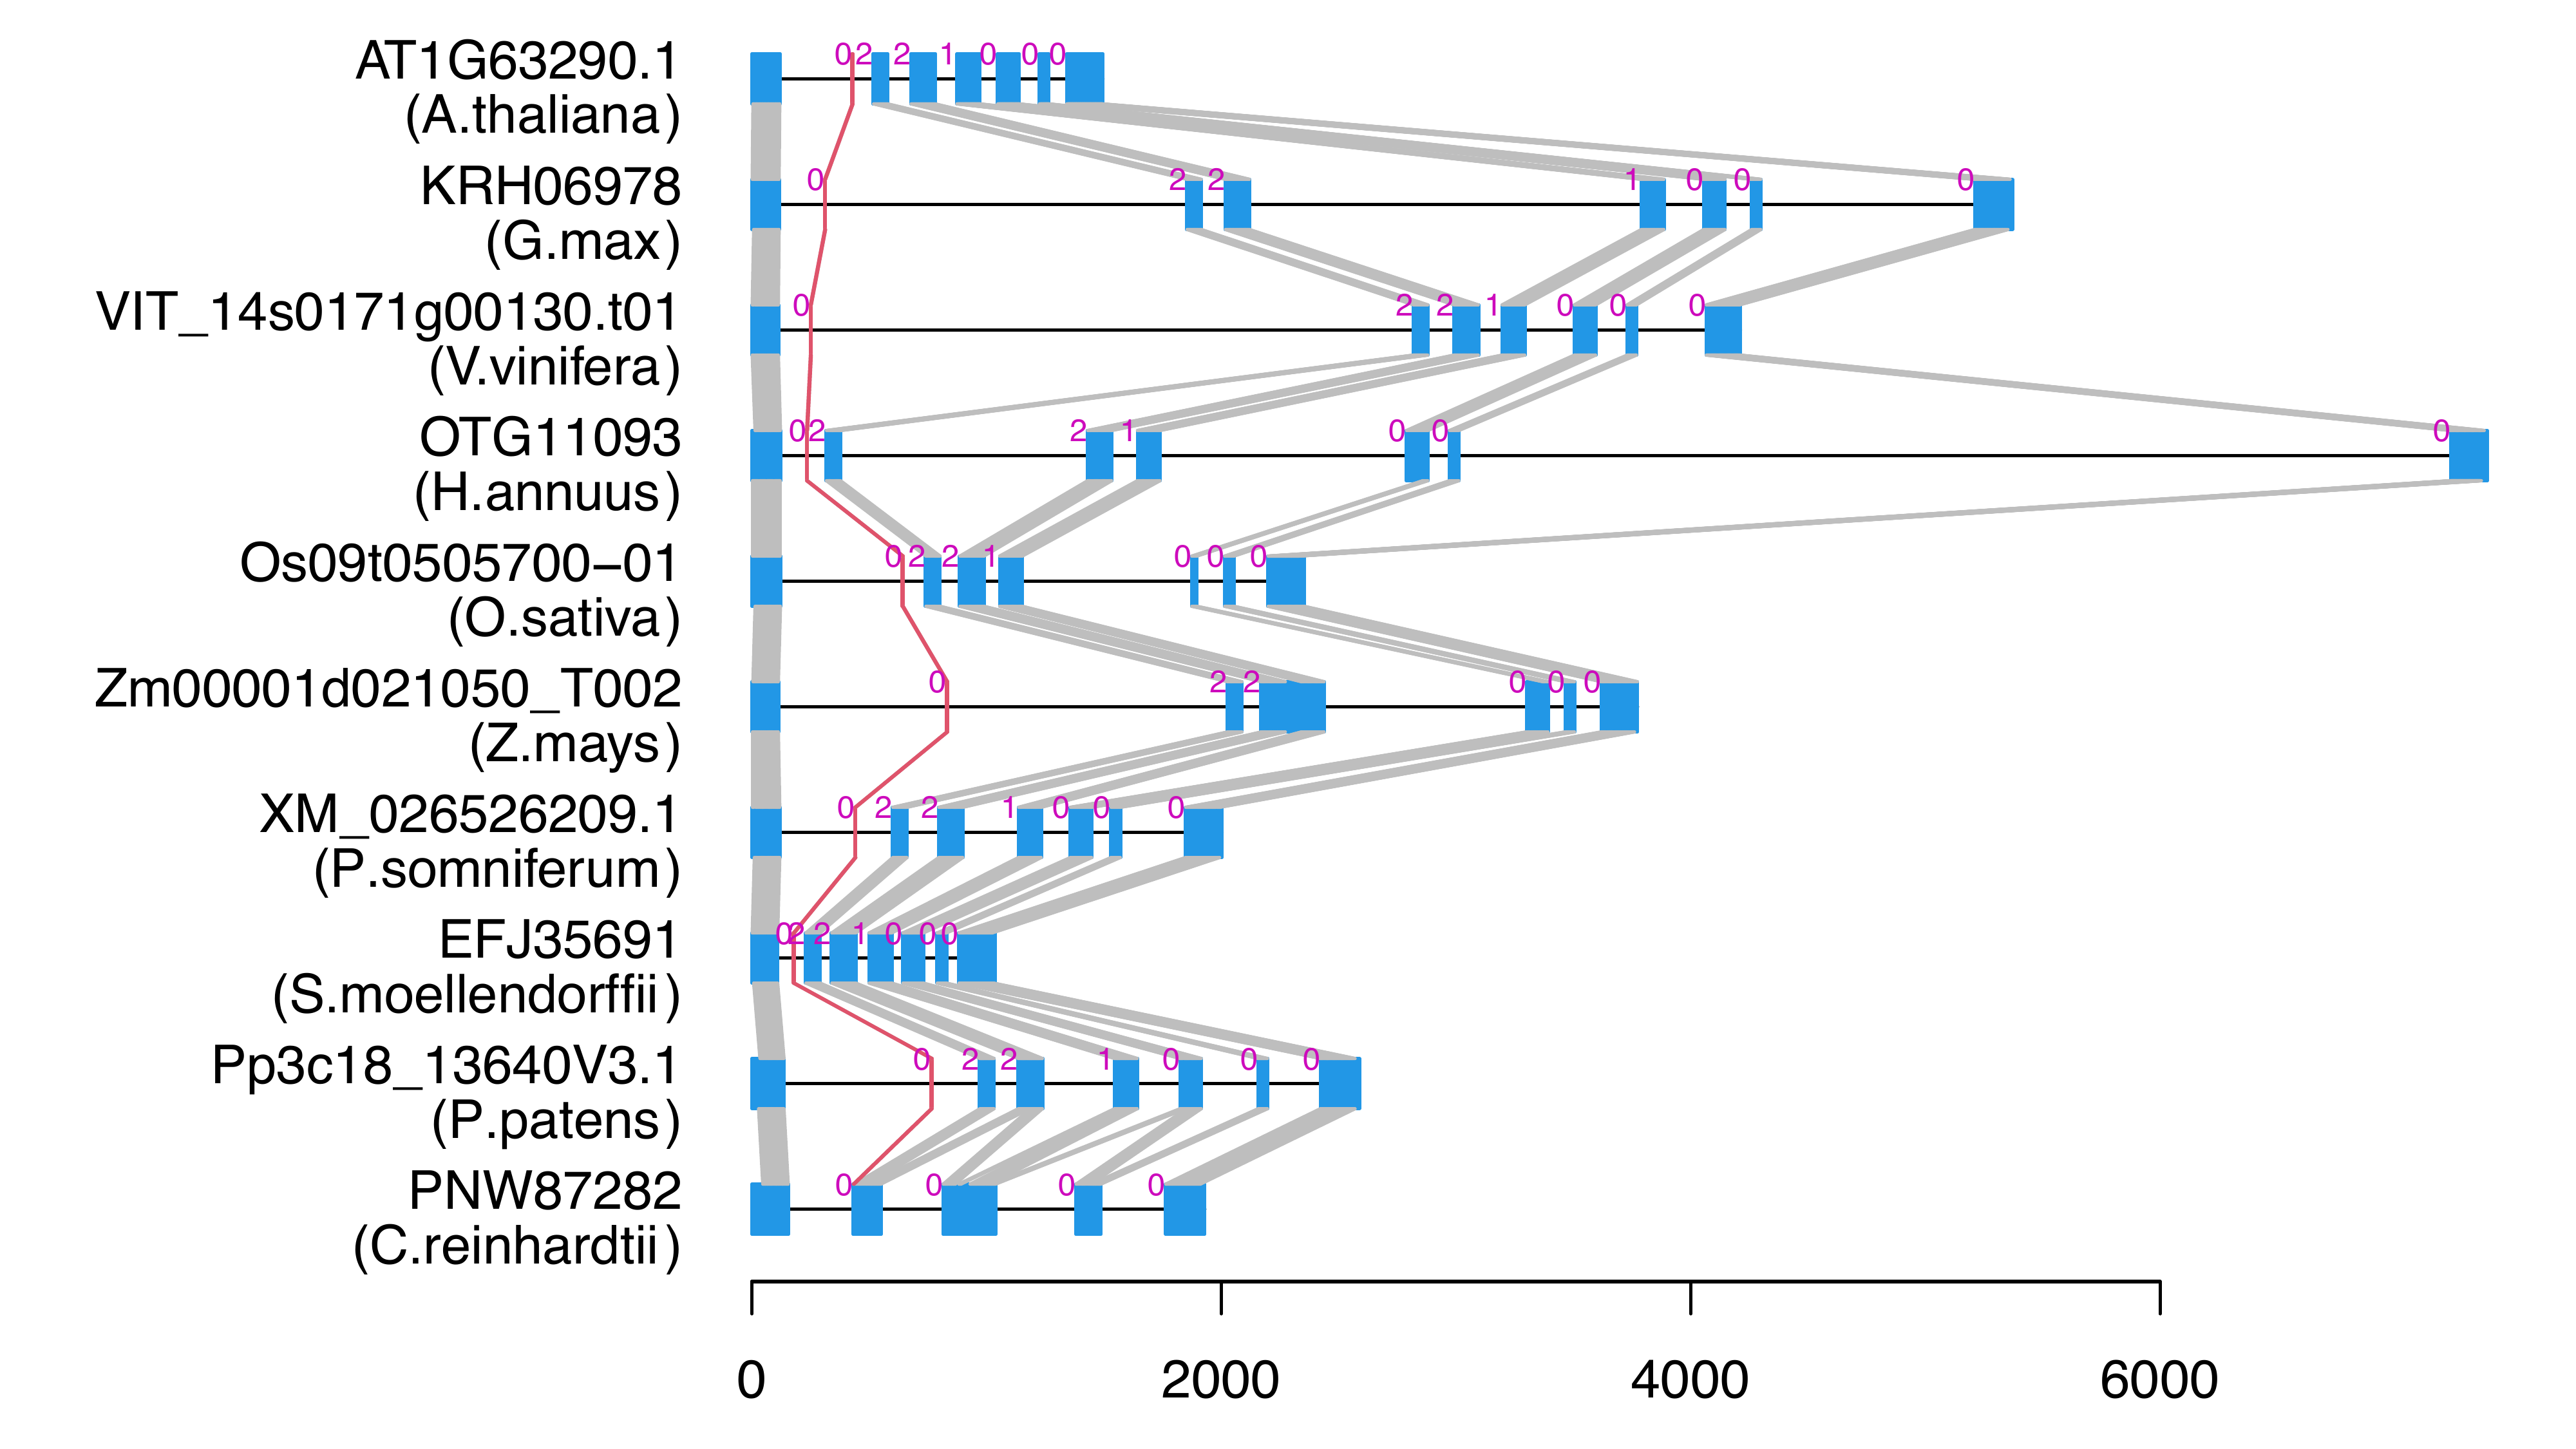 AT1G63290.1
0 2 2 1 0 0 0
(A.thaliana)
KRH06978
0 2 2 1 0 0 0
(G.max)
VIT_14s0171g00130.t01
0 2 2 1 0 0 0
(V.vinifera)
OTG11093
0 2 2 1 0 0 0
(H.annuus)
Os09t0505700−01
0 2 2 1 0 0 0
(O.sativa)
Zm00001d021050_T002
0 2 2 0 0 0
(Z.mays)
XM_026526209.1
0 2 2 1 0 0 0
(P.somniferum)
EFJ35691
0 2 2 1 0 0 0
(S.moellendorffii)
Pp3c18_13640V3.1
0 2 2 1 0 0 0
(P.patens)
PNW87282
0 0 0 0
(C.reinhardtii)
0 2000 4000 6000